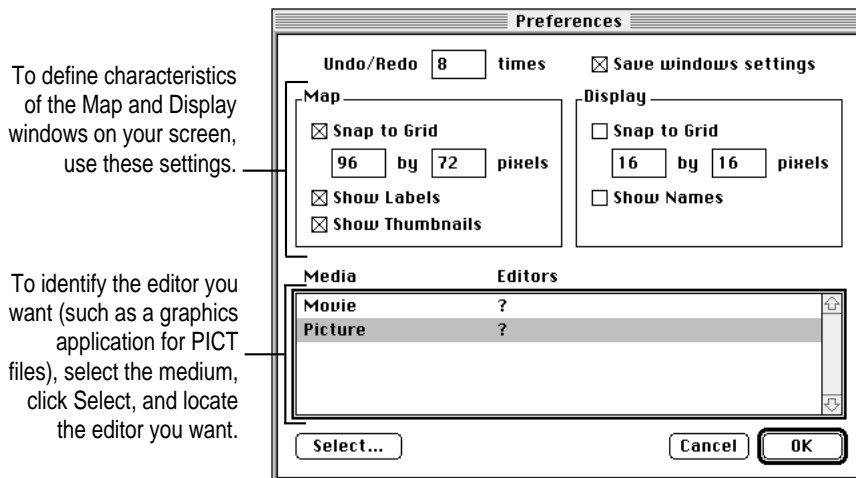 Preferences
Undo/Redo 8 times
Save windows settings
To define characteristics
of the Map and Display
windows on your screen,
use these settings.
Map
Snap to Grid
96 by 72 pixels
Show Labels
Show Thumbnails
Display
Snap to Grid
16 by 16 pixels
Show Names
To identify the editor you
want (such as a graphics
application for PICT
files), select the medium,
click Select, and locate
the editor you want.
Media Editors
Movie ?
Picture ?
Select... Cancel OK